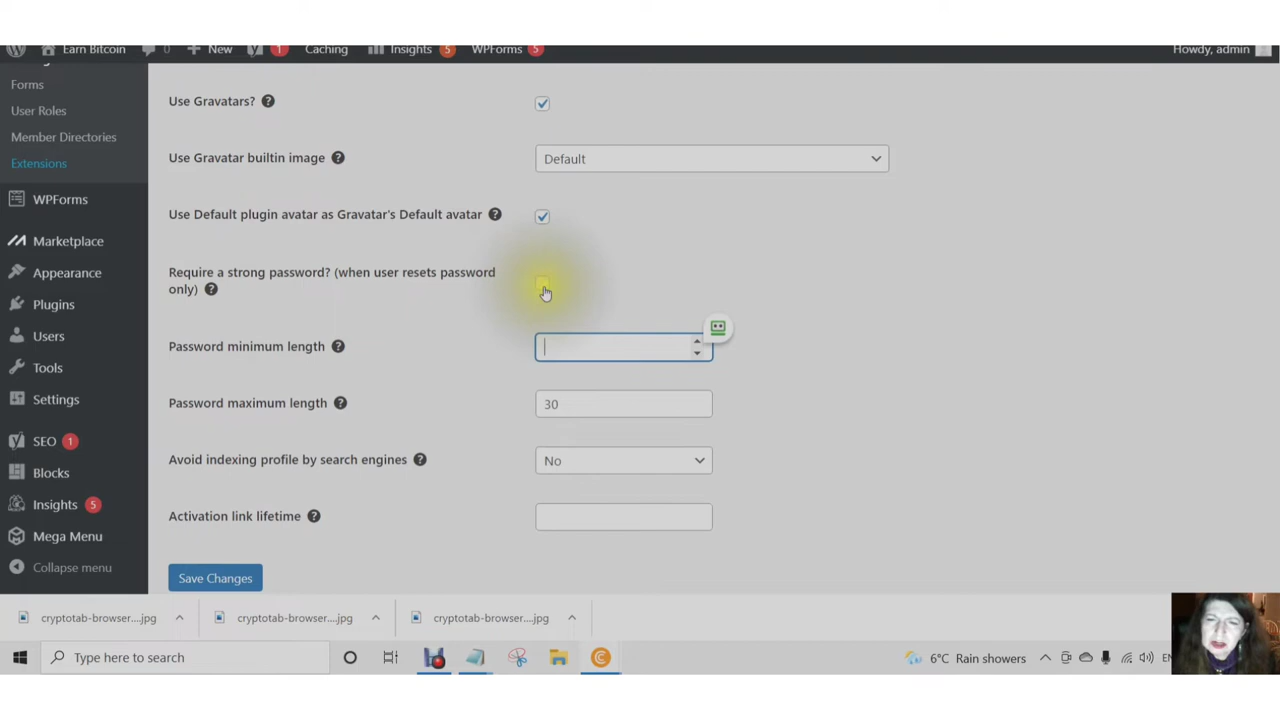 Earn Bitcoin 0 New 1 Caching Insights 5 WPForms 5 Howdy, admin
Forms
User Roles
Member Directories
Extensions
WPForms
Marketplace
Appearance
Plugins
Users
Tools
Settings
SEO 1
Blocks
Insights 5
Mega Menu
Collapse menu
Use Gravatars? ?
Use Gravatar builtin image ? Default
Use Default plugin avatar as Gravatar's Default avatar ?
Require a strong password? (when user resets password
only) ?
Password minimum length ?
Password maximum length ? 30
Avoid indexing profile by search engines ? No
Activation link lifetime ?
Save Changes
cryptotab-browser....jpg cryptotab-browser....jpg cryptotab-browser....jpg
Type here to search 6°C Rain showers